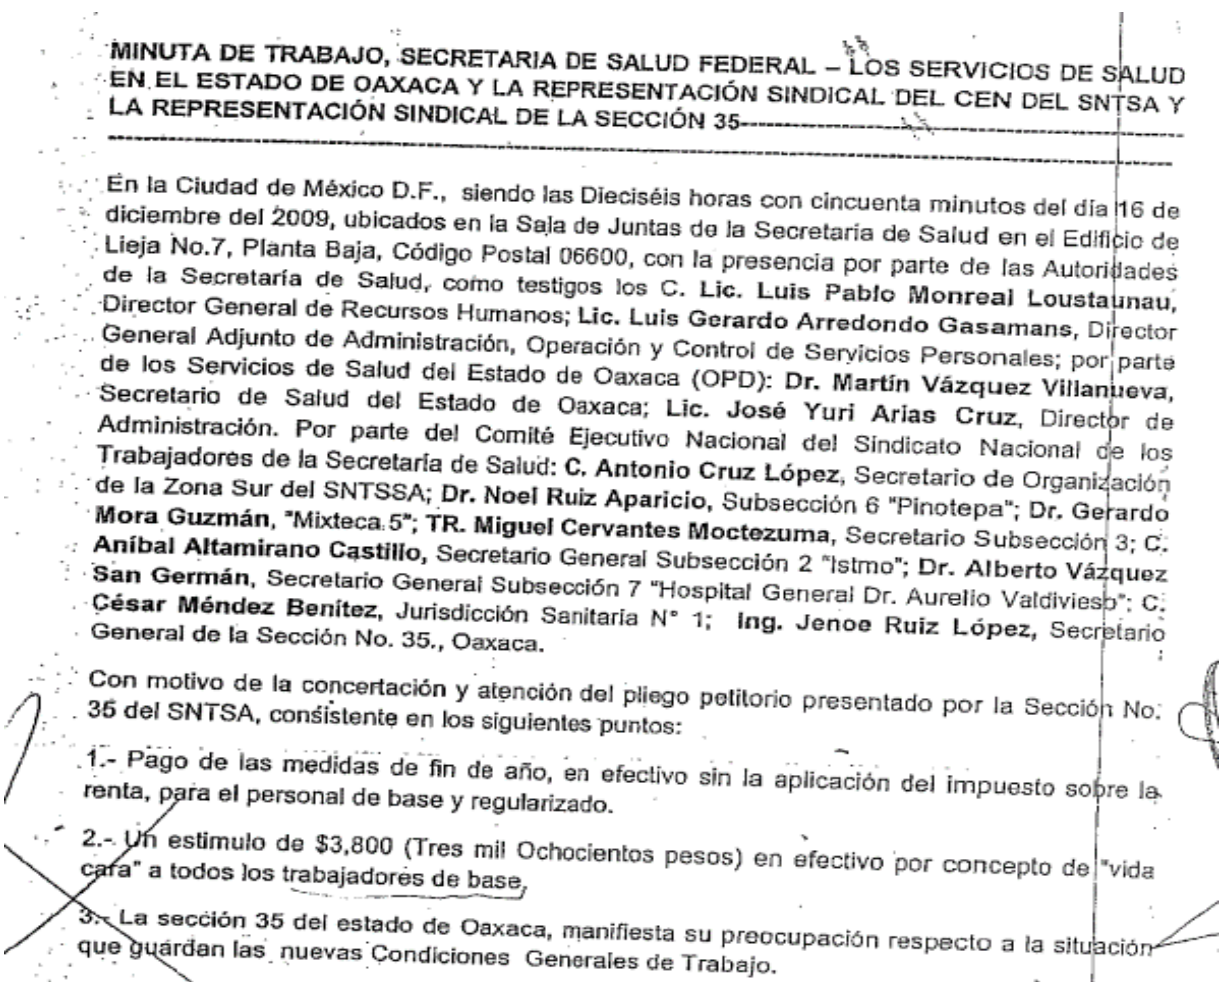 MINUTA DE TRABAJO, SECRETARIA DE SALUD FEDERAL – LOS SERVICIOS DE SALUD
EN EL ESTADO DE OAXACA Y LA REPRESENTACIÓN SINDICAL DEL CEN DEL SNTSA Y
LA REPRESENTACIÓN SINDICAL DE LA SECCIÓN 35---
En la Ciudad de México D.F., siendo las Dieciséis horas con cincuenta minutos del día 16 de
diciembre del 2009, ubicados en la Sala de Juntas de la Secretaría de Salud en el Edificio de
Lieja No.7, Planta Baja, Código Postal 06600, con la presencia por parte de las Autoridades
de la Secretaría de Salud, como testigos los C. Lic. Luis Pablo Monreal Loustaunau,
Director General de Recursos Humanos; Lic. Luis Gerardo Arredondo Gasamans, Director
General Adjunto de Administración, Operación y Control de Servicios Personales; por parte
de los Servicios de Salud del Estado de Oaxaca (OPD): Dr. Martín Vázquez Villanueva,
Secretario de Salud del Estado de Oaxaca; Lic. José Yuri Arias Cruz, Director de
Administración. Por parte del Comité Ejecutivo Nacional del Sindicato Nacional de los
Trabajadores de la Secretaría de Salud: C. Antonio Cruz López, Secretario de Organización
de la Zona Sur del SNTSSA; Dr. Noel Ruiz Aparicio, Subsección 6 "Pinotepa"; Dr. Gerardo
Mora Guzmán, "Mixteca 5"; TR. Miguel Cervantes Moctezuma, Secretario Subsección 3; C.
Aníbal Altamirano Castillo, Secretario General Subsección 2 "Istmo"; Dr. Alberto Vázquez
San Germán, Secretario General Subsección 7 "Hospital General Dr. Aurelio Valdivieso"; C.
César Méndez Benítez, Jurisdicción Sanitaria N° 1; Ing. Jenoe Ruiz López, Secretario
General de la Sección No. 35., Oaxaca.
Con motivo de la concertación y atención del pliego petitorio presentado por la Sección No.
35 del SNTSA, consistente en los siguientes puntos:
1.- Pago de las medidas de fin de año, en efectivo sin la aplicación del impuesto sobre la
renta, para el personal de base y regularizado.
2.- Un estimulo de $3,800 (Tres mil Ochocientos pesos) en efectivo por concepto de "vida
cara" a todos los trabajadores de base,
3.- La sección 35 del estado de Oaxaca, manifiesta su preocupación respecto a la situación
que guárdan las nuevas Condiciones Generales de Trabajo.